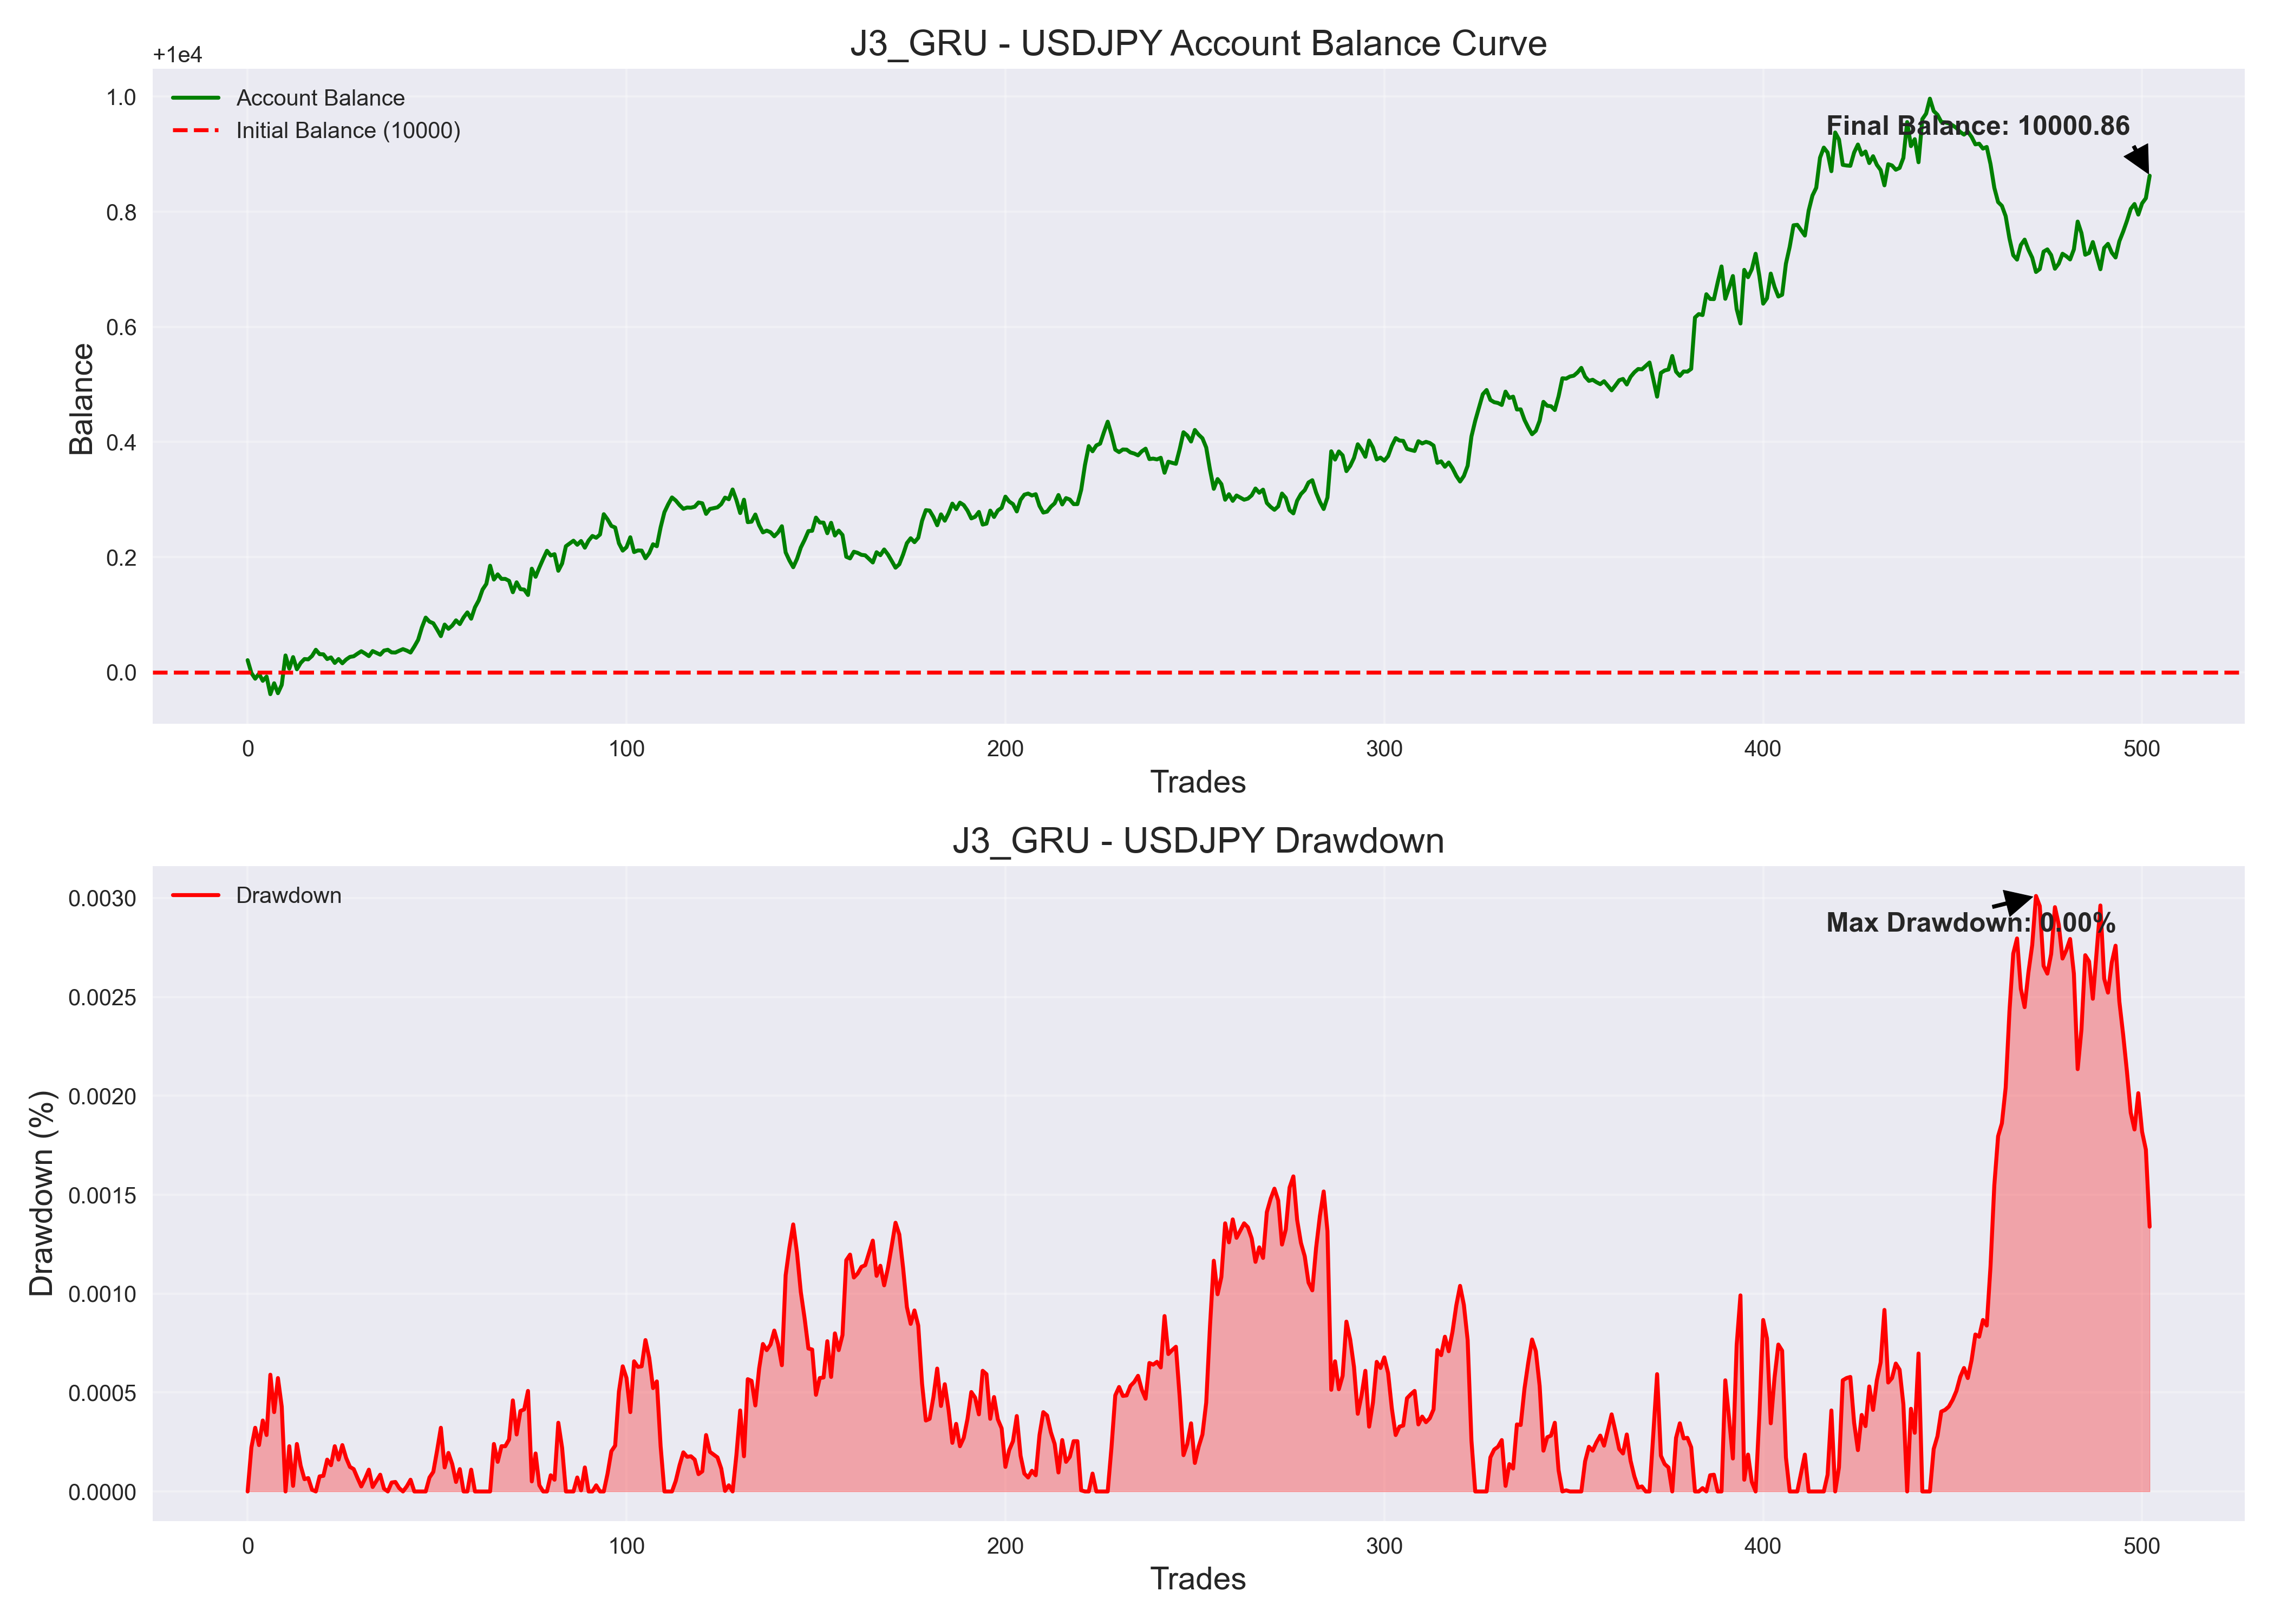 J3_GRU - USDJPY Account Balance Curve
+1e4
1.0
0.8
0.6
0.4
0.2
0.0
Balance
Account Balance
Initial Balance (10000)
Final Balance: 10000.86
0 100 200 300 400 500
Trades
J3_GRU - USDJPY Drawdown
0.0030
0.0025
0.0020
0.0015
0.0010
0.0005
0.0000
Drawdown (%)
Drawdown
Max Drawdown: 0.00%
0 100 200 300 400 500
Trades